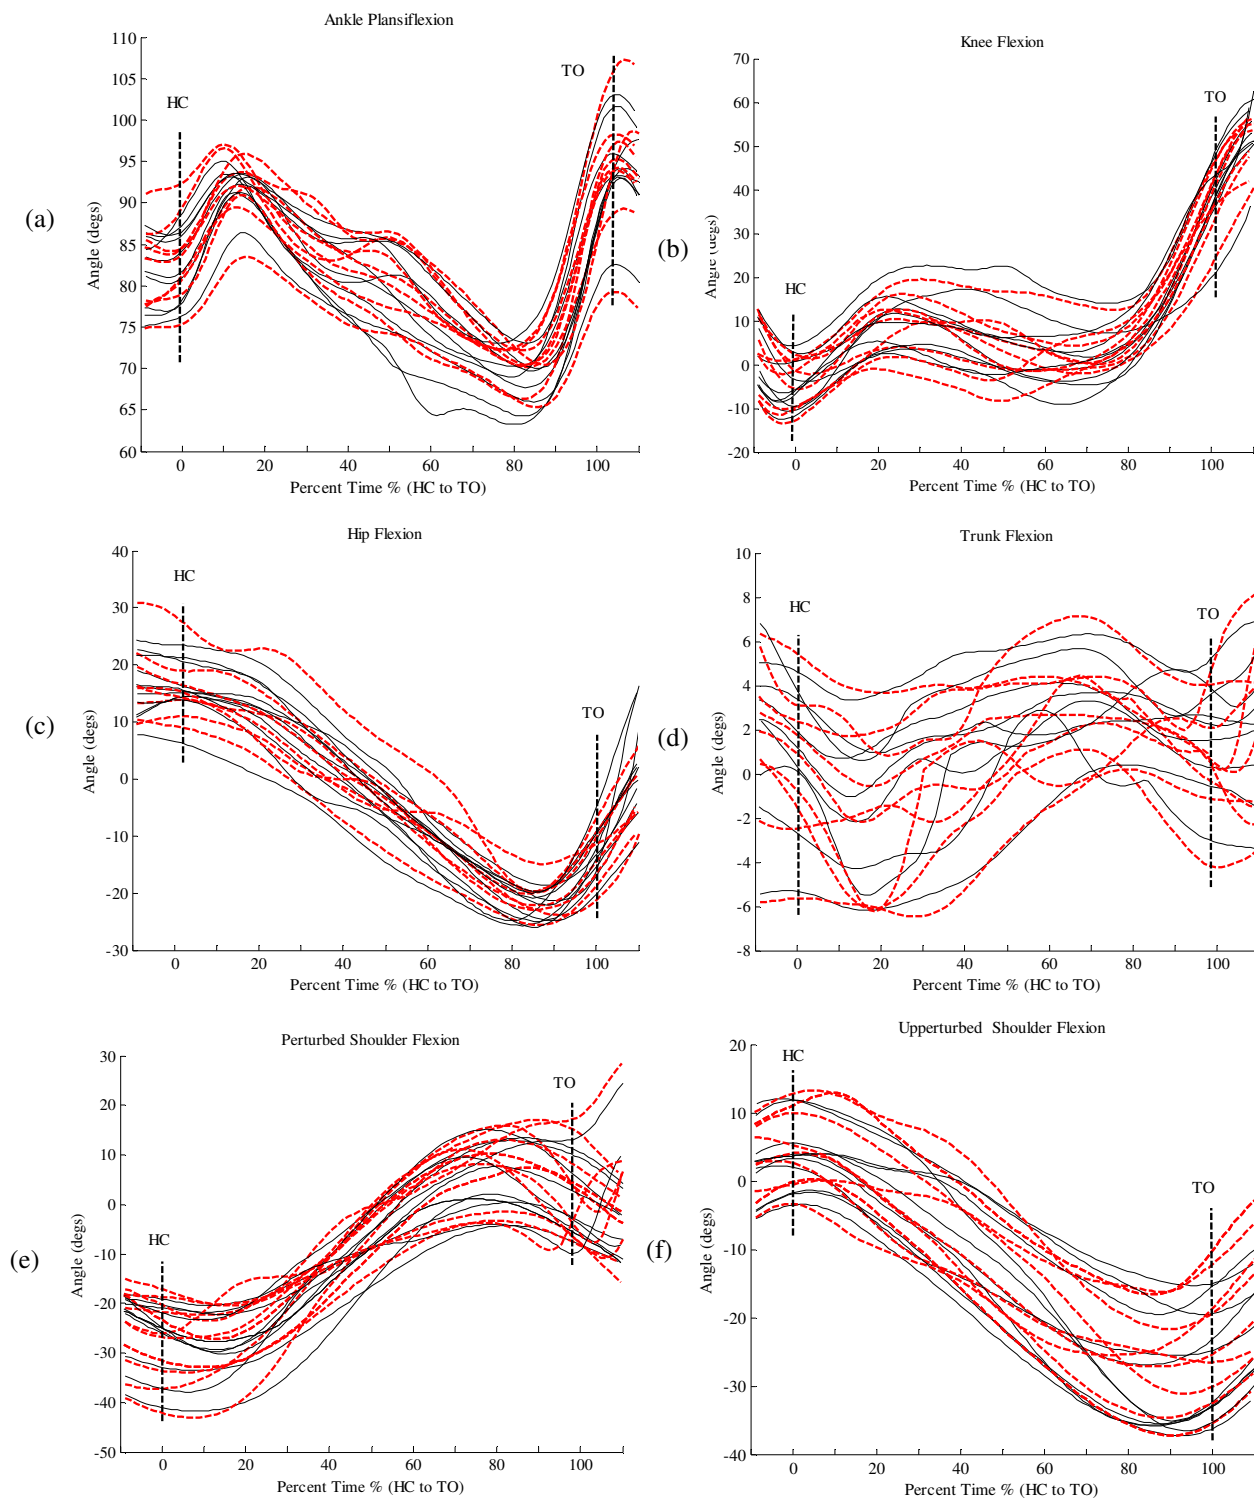 Ankle Plansiflexion
110
105
100
95
90
85
80
75
70
65
60
HC
TO
Angle (degs)
0 20 40 60 80 100
Percent Time % (HC to TO)
(a)
Knee Flexion
70
60
50
40
30
20
10
0
-10
-20
HC
TO
Angle (degs)
0 20 40 60 80 100
Percent Time % (HC to TO)
(b)
Hip Flexion
40
30
20
10
0
-10
-20
-30
HC
TO
Angle (degs)
0 20 40 60 80 100
Percent Time % (HC to TO)
(c)
Trunk Flexion
10
8
6
4
2
0
-2
-4
-6
-8
HC
TO
Angle (degs)
0 20 40 60 80 100
Percent Time % (HC to TO)
(d)
Perturbed Shoulder Flexion
30
20
10
0
-10
-20
-30
-40
-50
HC
TO
Angle (degs)
0 20 40 60 80 100
Percent Time % (HC to TO)
(e)
Upperturbed Shoulder Flexion
20
10
0
-10
-20
-30
-40
HC
TO
Angle (degs)
0 20 40 60 80 100
Percent Time % (HC to TO)
(f)